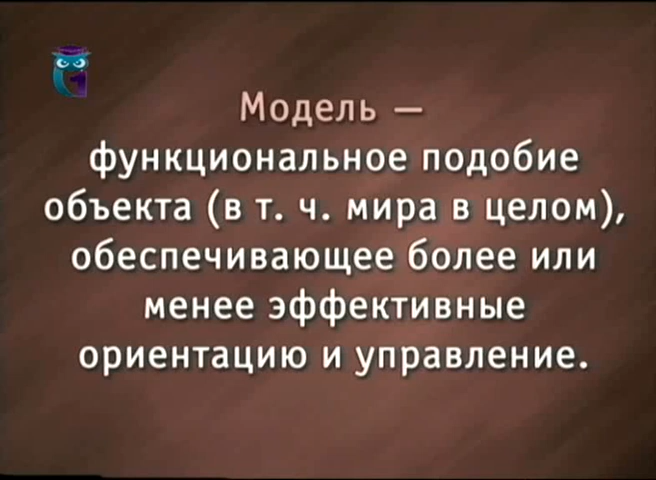 Модель —
функциональное подобие
объекта (в т. ч. мира в целом),
обеспечивающее более или
менее эффективные
ориентацию и управление.